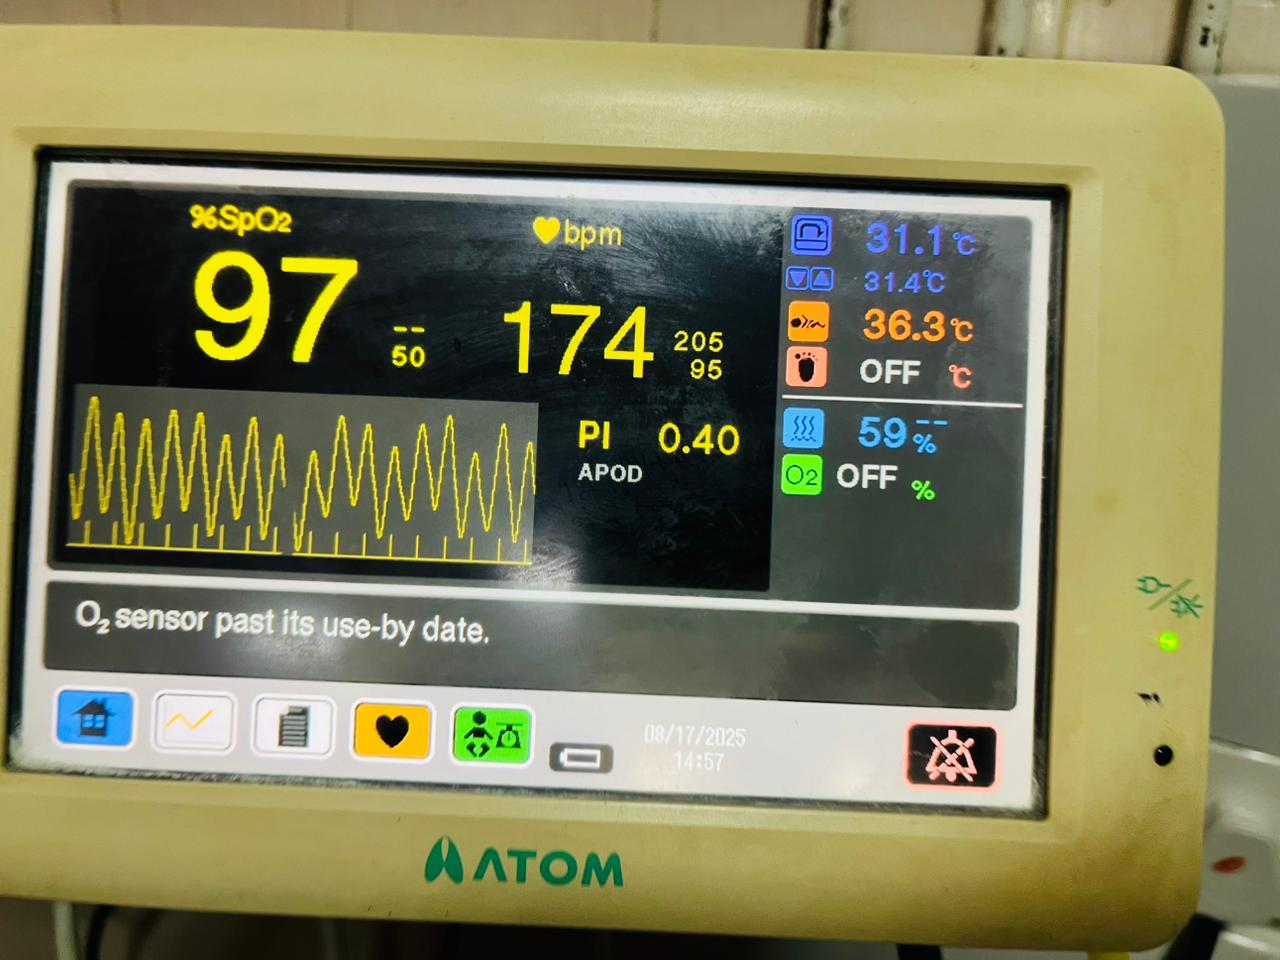 %SpO2
97
--
50
bpm
174
205
95
PI 0.40
APOD
31.1 °C
31.4°C
36.3 °C
OFF °C
59 -- %
O2 OFF %
O₂ sensor past its use-by date.
08/17/2025
14:57
ATOM